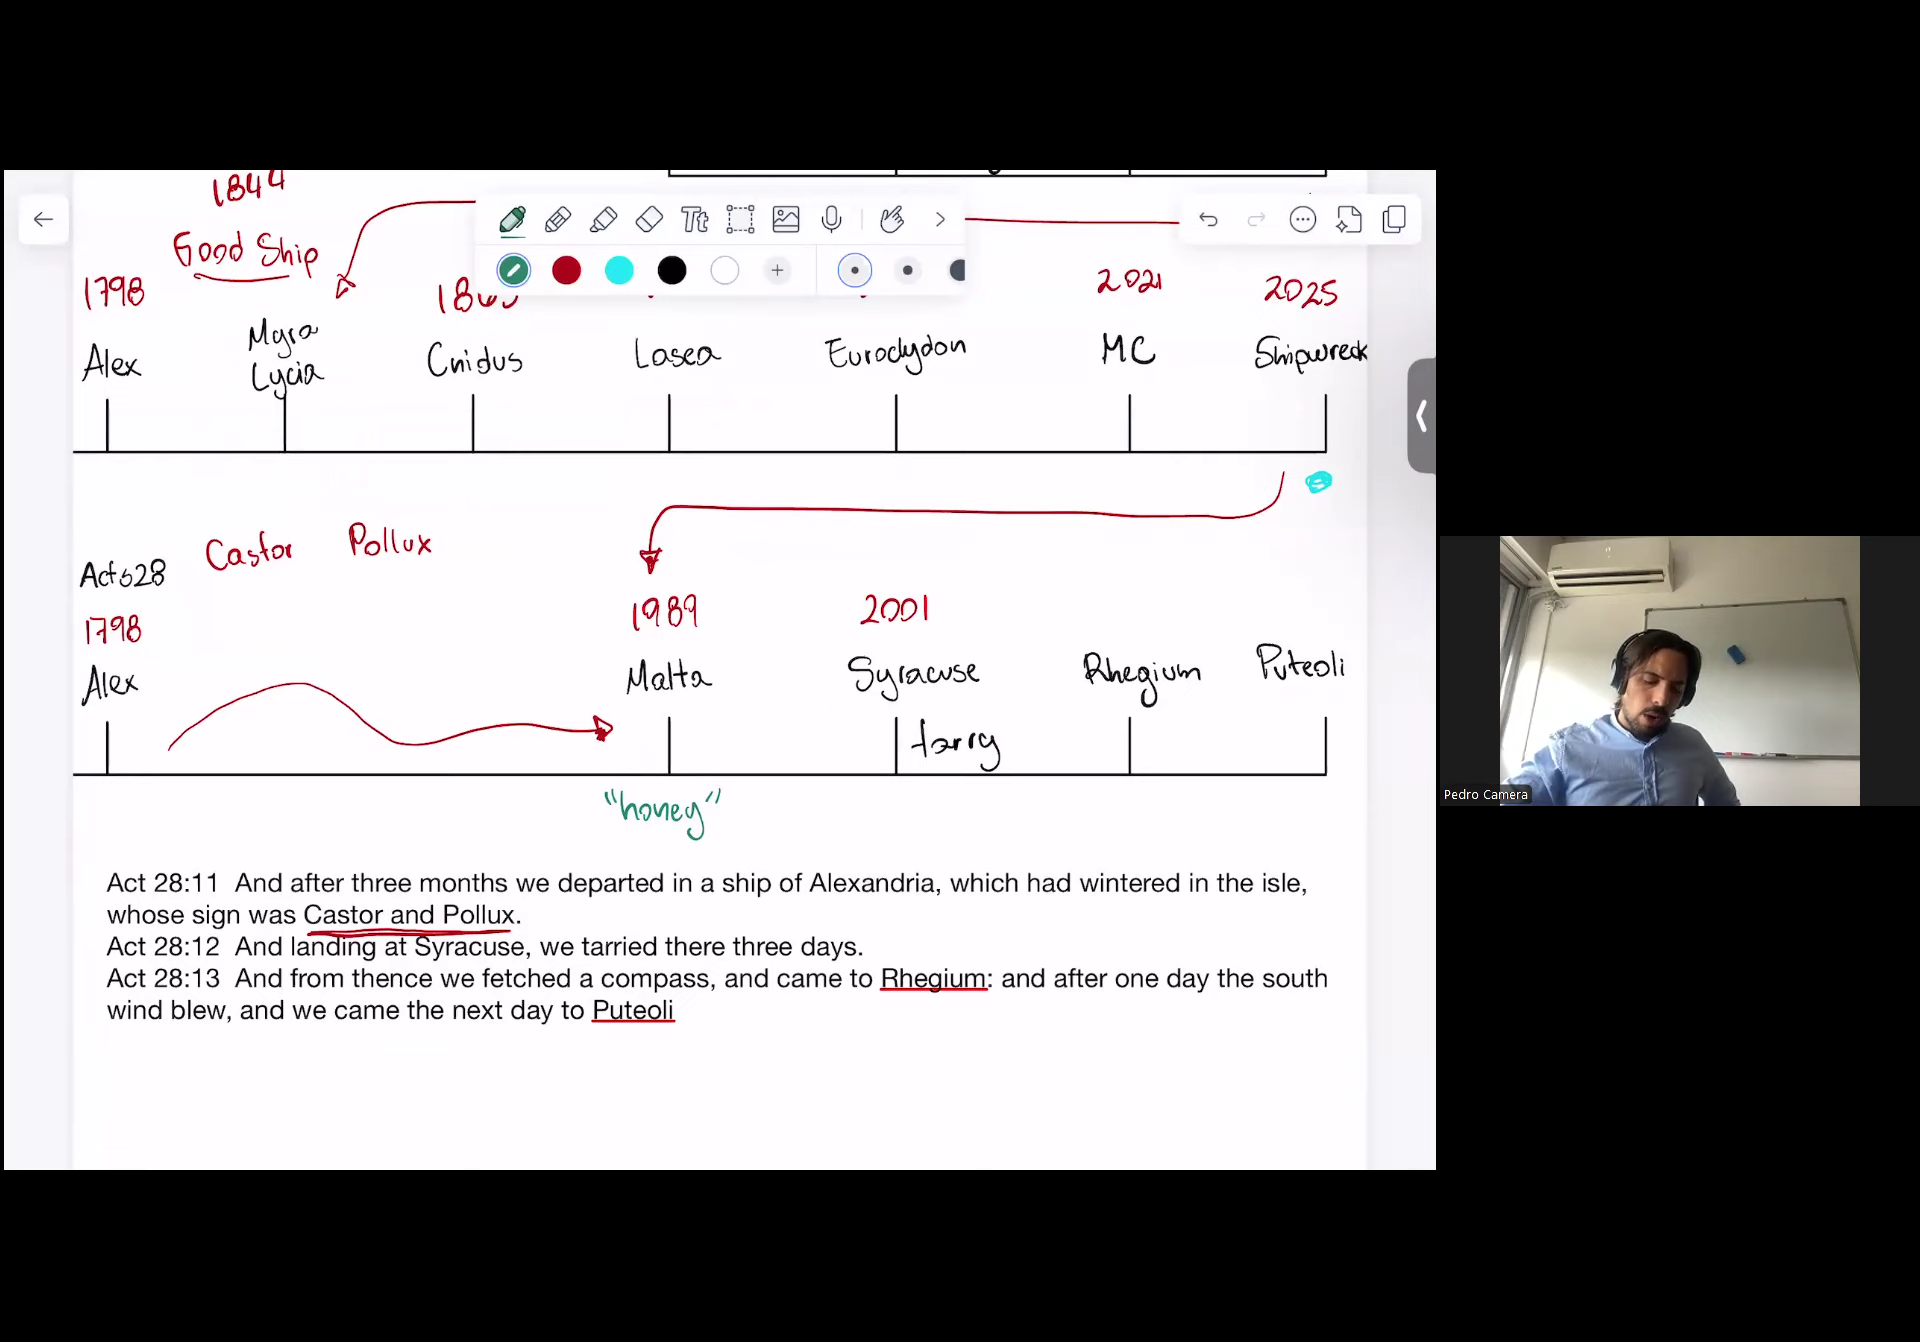 1844
Good Ship
1798
2021
2025
Alex
Myra
Lycia
Cnidus
Lasea
Euroclydon
MC
Shipwreck
Tt
Acts28
Castor
Pollux
1798
1989
2001
Alex
Malta
Syracuse
Rhegium
Puteoli
tarry
"honey"
Act 28:11 And after three months we departed in a ship of Alexandria, which had wintered in the isle,
whose sign was Castor and Pollux.
Act 28:12 And landing at Syracuse, we tarried there three days.
Act 28:13 And from thence we fetched a compass, and came to Rhegium: and after one day the south
wind blew, and we came the next day to Puteoli
Pedro Camera